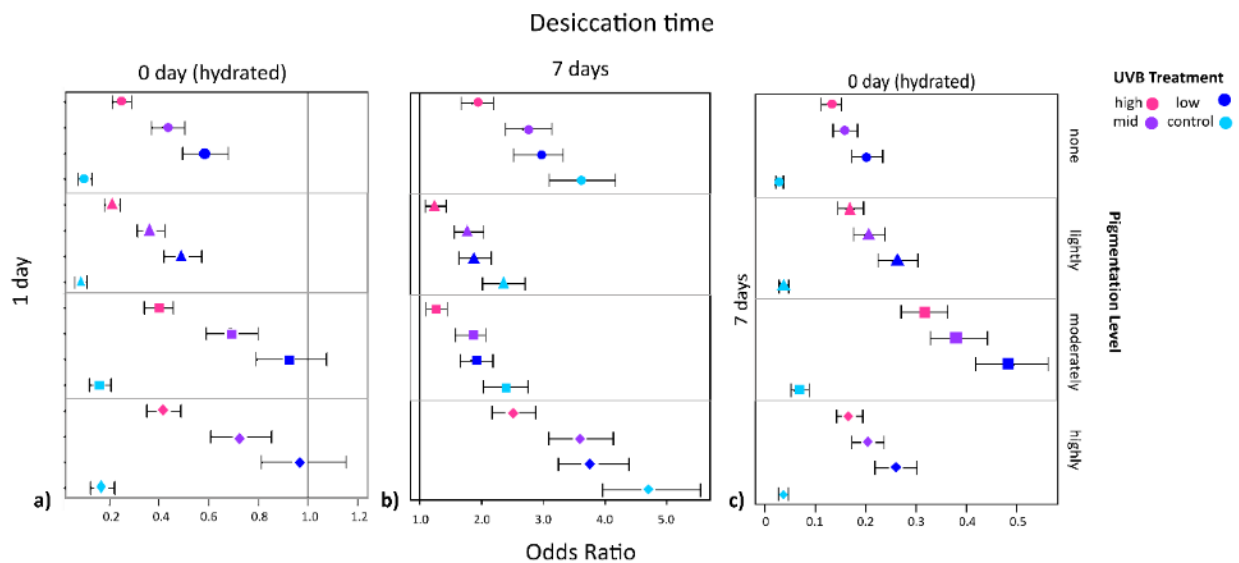 Desiccation time
0 day (hydrated)
7 days
0 day (hydrated)
UVB Treatment
high low
mid control
none
lightly
moderately
highly
Pigmentation Level
1 day
7 days
a)
b)
c)
0.2 0.4 0.6 0.8 1.0 1.2
1.0 2.0 3.0 4.0 5.0
0 0.1 0.2 0.3 0.4 0.5
Odds Ratio